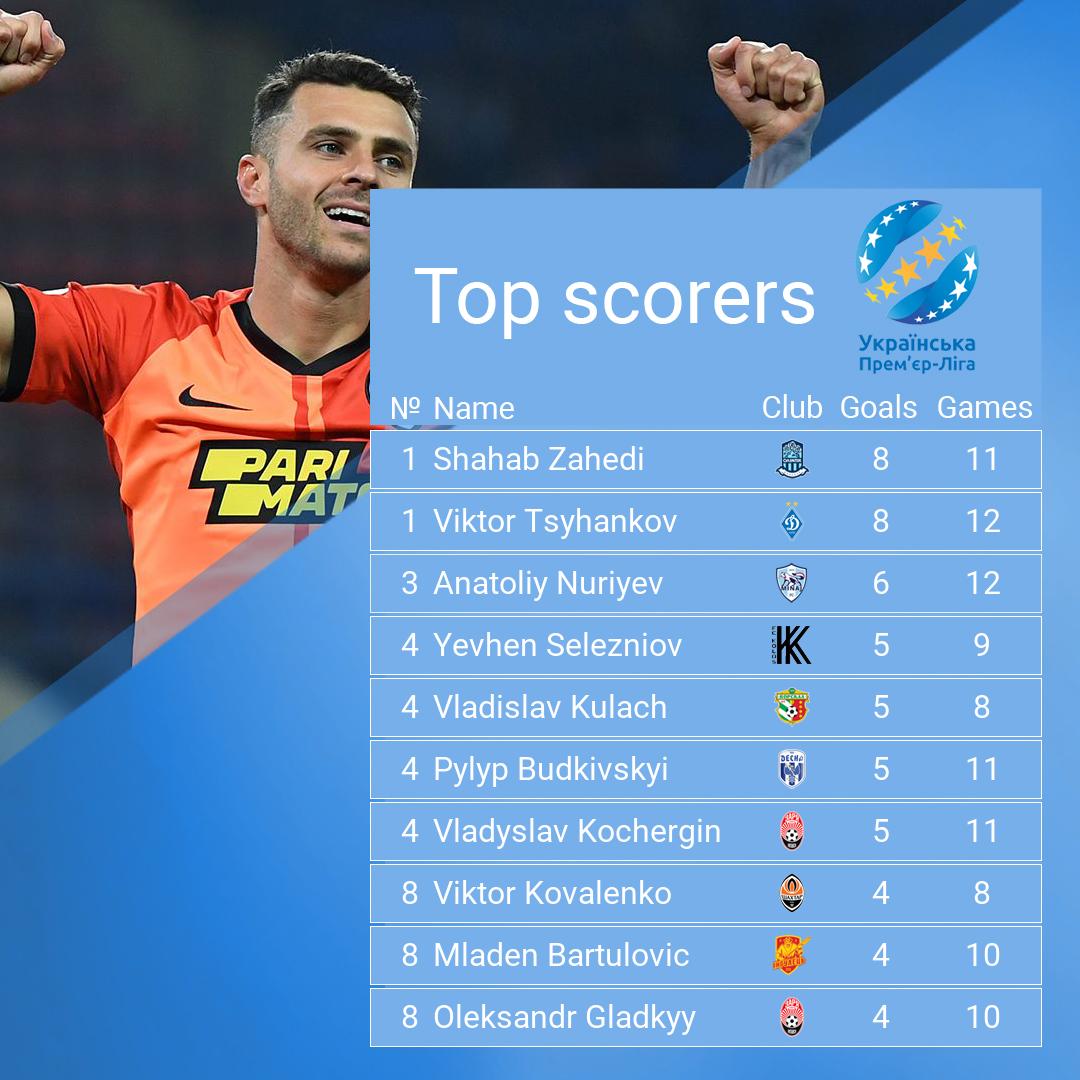 PARI
MATC
Top scorers
Українська
Прем’єр-Ліга
№ Name Club Goals Games
1 Shahab Zahedi 8 11
1 Viktor Tsyhankov 8 12
3 Anatoliy Nuriyev MINAJ 6 12
4 Yevhen Selezniov 5 9
4 Vladislav Kulach 5 8
4 Pylyp Budkivskyi ДЕСНА 5 11
4 Vladyslav Kochergin 5 11
8 Viktor Kovalenko 4 8
8 Mladen Bartulovic 4 10
8 Oleksandr Gladkyy 4 10